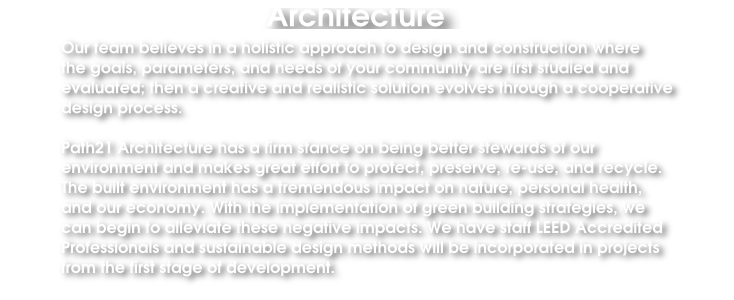 Architecture
Our team believes in a holistic approach to design and construction where
the goals, parameters, and needs of your community are first studied and
evaluated; then a creative and realistic solution evolves through a cooperative
design process.
Path21 Architecture has a firm stance on being better stewards of our
environment and makes great effort to protect, preserve, re-use, and recycle.
The built environment has a tremendous impact on nature, personal health,
and our economy. With the implementation of green building strategies, we
can begin to alleviate these negative impacts. We have staff LEED Accredited
Professionals and sustainable design methods will be incorporated in projects
from the first stage of development.